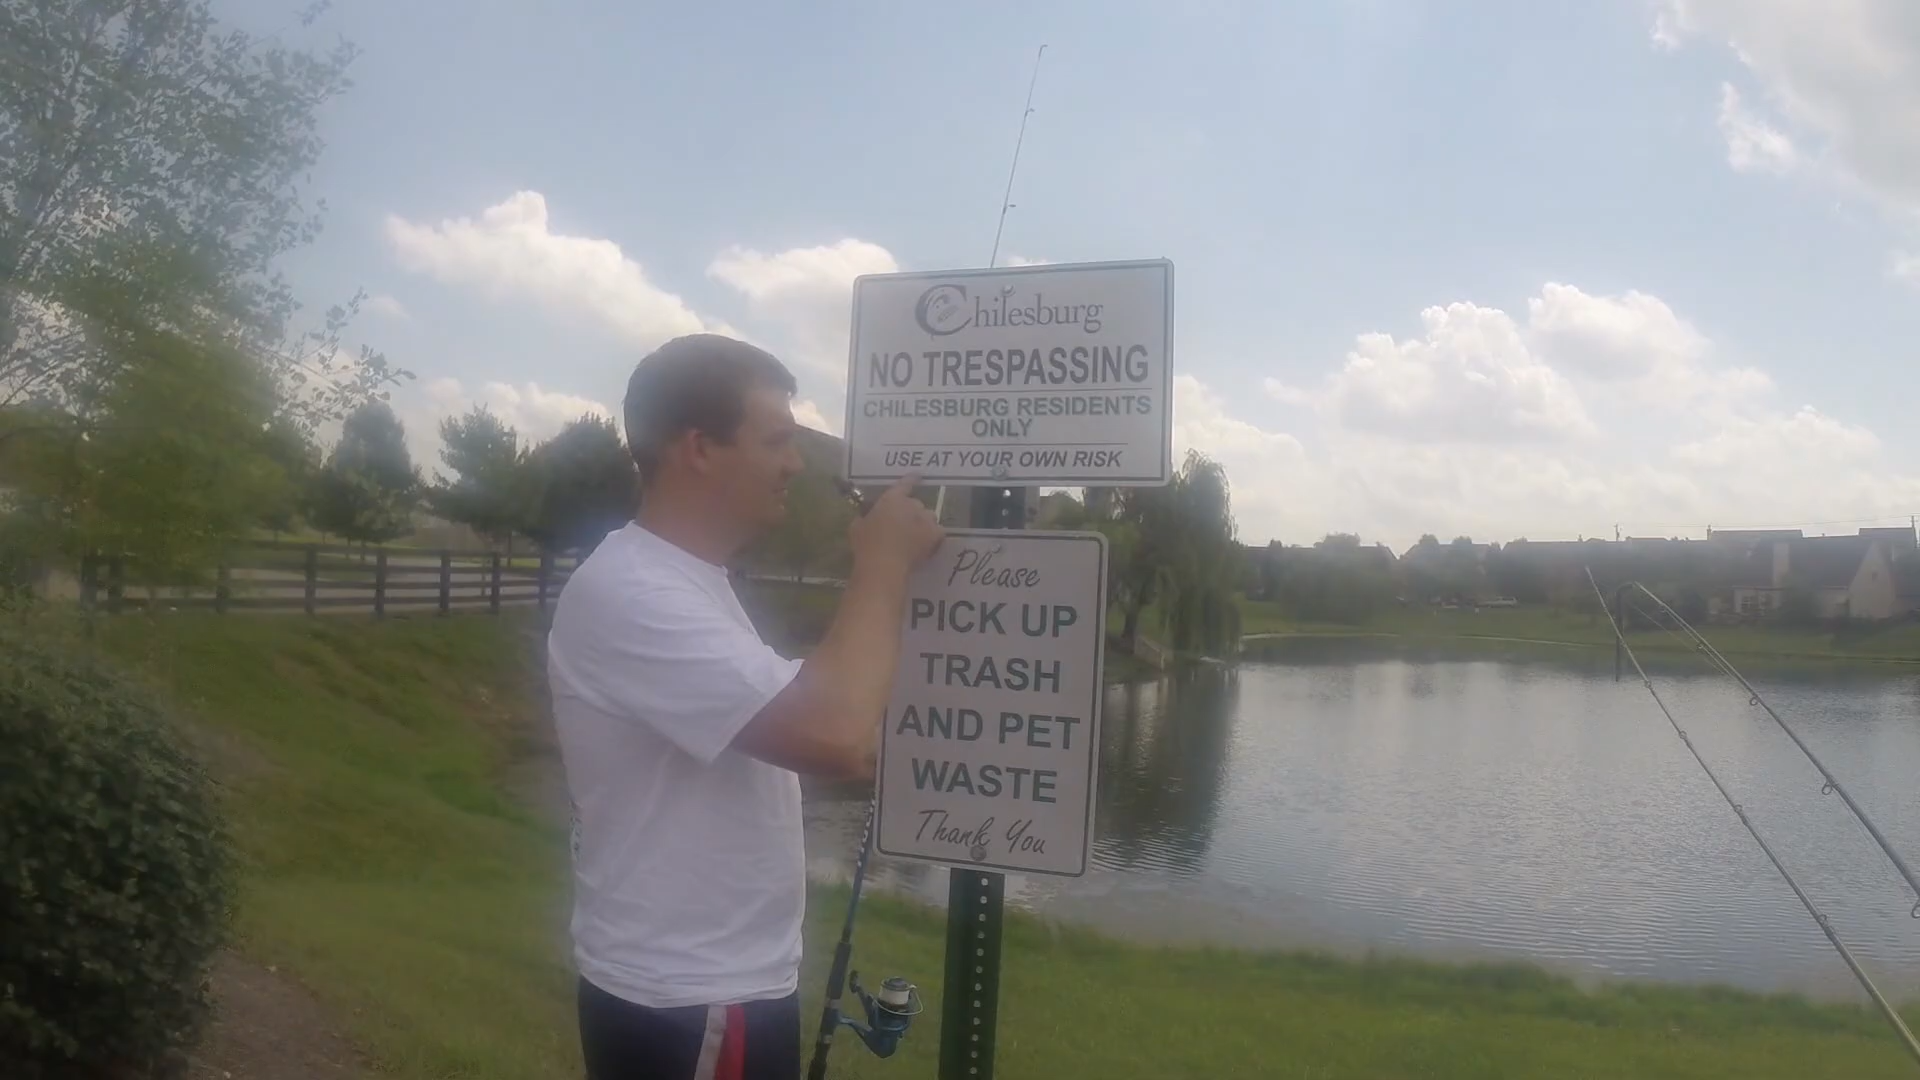 Chilesburg
NO TRESPASSING
CHILESBURG RESIDENTS
ONLY
USE AT YOUR OWN RISK
Please
PICK UP
TRASH
AND PET
WASTE
Thank You